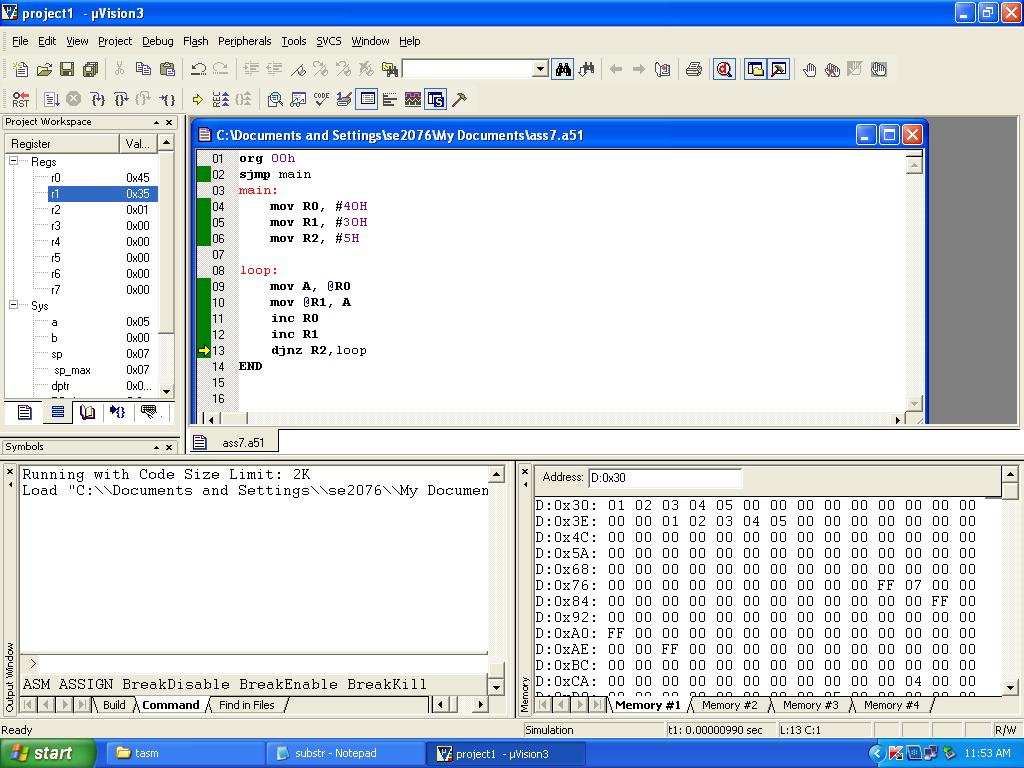 project1 - µVision3
File Edit View Project Debug Flash Peripherals Tools SVCS Window Help
Project Workspace
Register Val...
Regs
r0 0x45
r1 0x35
r2 0x01
r3 0x00
r4 0x00
r5 0x00
r6 0x00
r7 0x00
Sys
a 0x05
b 0x00
sp 0x07
sp_max 0x07
dptr 0x0...
Symbols
C:\Documents and Settings\se2076\My Documents\ass7.a51
01 org 00h
02 sjmp main
03 main:
04 mov R0, #40H
05 mov R1, #30H
06 mov R2, #5H
07
08 loop:
09 mov A, @R0
10 mov @R1, A
11 inc R0
12 inc R1
13 djnz R2,loop
14 END
15
16
ass7.a51
Running with Code Size Limit: 2K
Load "C:\\Documents and Settings\\se2076\\My Documen
>
ASM ASSIGN BreakDisable BreakEnable BreakKill
Output Window
Build Command Find in Files
Address: D:0x30
D:0x30: 01 02 03 04 05 00 00 00 00 00 00 00 00 00
D:0x3E: 00 00 01 02 03 04 05 00 00 00 00 00 00 00
D:0x4C: 00 00 00 00 00 00 00 00 00 00 00 00 00 00
D:0x5A: 00 00 00 00 00 00 00 00 00 00 00 00 00 00
D:0x68: 00 00 00 00 00 00 00 00 00 00 00 00 00 00
D:0x76: 00 00 00 00 00 00 00 00 00 00 FF 07 00 00
D:0x84: 00 00 00 00 00 00 00 00 00 00 00 00 FF 00
D:0x92: 00 00 00 00 00 00 00 00 00 00 00 00 00 00
D:0xA0: FF 00 00 00 00 00 00 00 00 00 00 00 00 00
D:0xAE: 00 00 FF 00 00 00 00 00 00 00 00 00 00 00
D:0xBC: 00 00 00 00 00 00 00 00 00 00 00 00 00 00
D:0xCA: 00 00 00 00 00 00 00 00 00 00 00 04 00 00
Memory
Memory #1 Memory #2 Memory #3 Memory #4
Ready Simulation t1: 0.00000990 sec L:13 C:1 R/W
start tasm substr - Notepad project1 - µVision3 11:53 AM